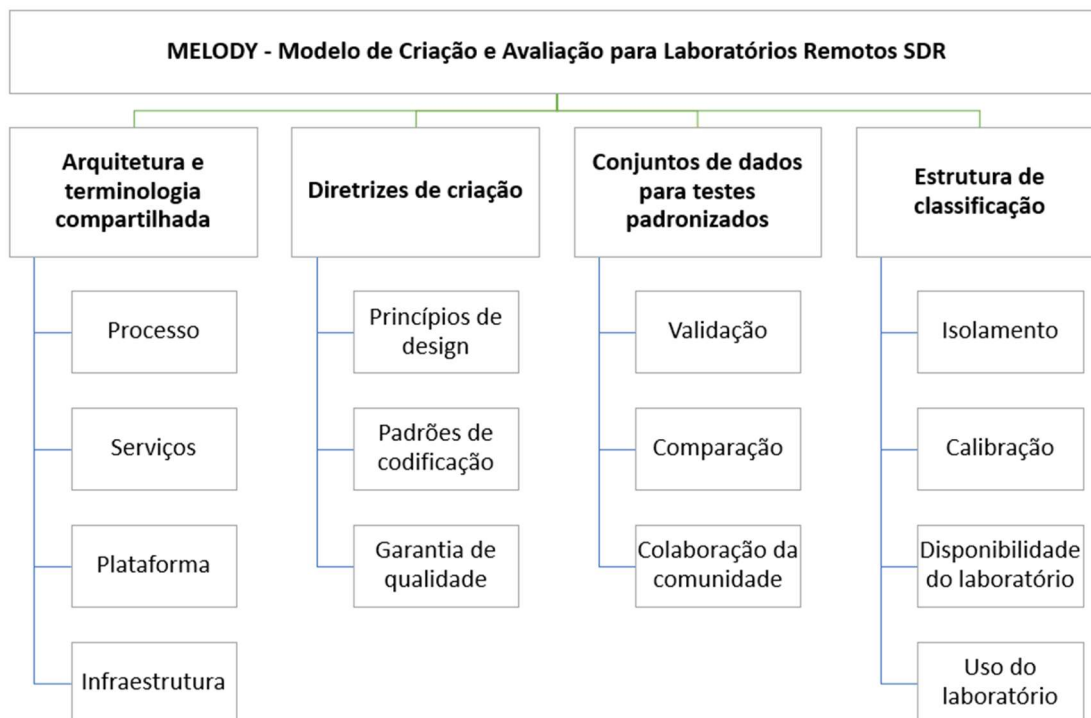 MELODY - Modelo de Criação e Avaliação para Laboratórios Remotos SDR
Arquitetura e
terminologia
compartilhada
Processo
Serviços
Plataforma
Infraestrutura
Diretrizes de criação
Princípios de
design
Padrões de
codificação
Garantia de
qualidade
Conjuntos de dados
para testes
padronizados
Validação
Comparação
Colaboração da
comunidade
Estrutura de
classificação
Isolamento
Calibração
Disponibilidade
do laboratório
Uso do
laboratório